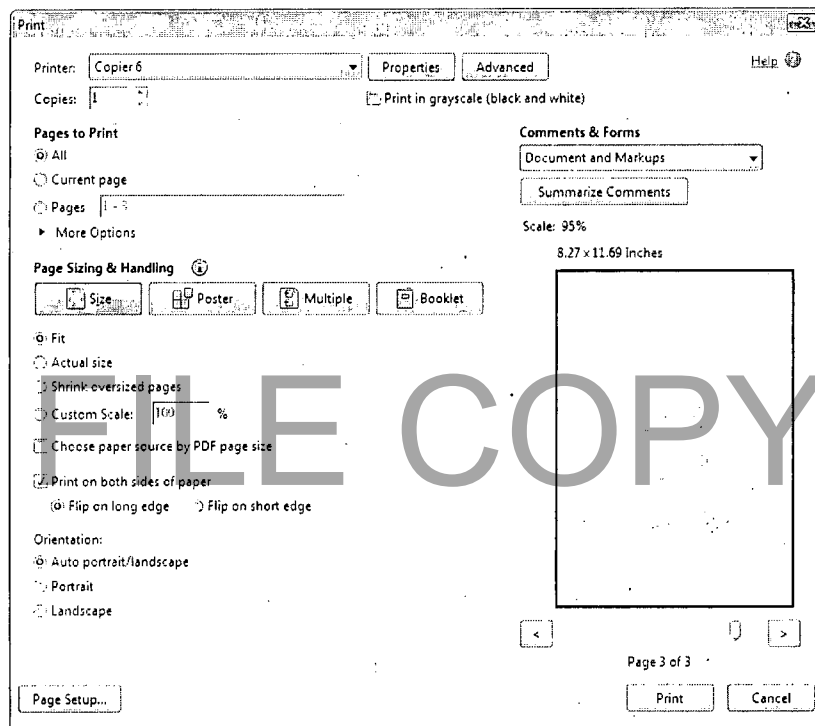 Print
Printer: Copier 6 Properties Advanced Help
Copies: 1 Print in grayscale (black and white)
Pages to Print
All
Current page
Pages 1 - 3
More Options
Comments & Forms
Document and Markups
Summarize Comments
Scale: 95%
8.27 x 11.69 Inches
Page Sizing & Handling
Size Poster Multiple Booklet
Fit
Actual size
Shrink oversized pages
Custom Scale: 100 %
Choose paper source by PDF page size
Print on both sides of paper
Flip on long edge Flip on short edge
Orientation:
Auto portrait/landscape
Portrait
Landscape
FILE COPY
< >
Page 3 of 3
Page Setup... Print Cancel